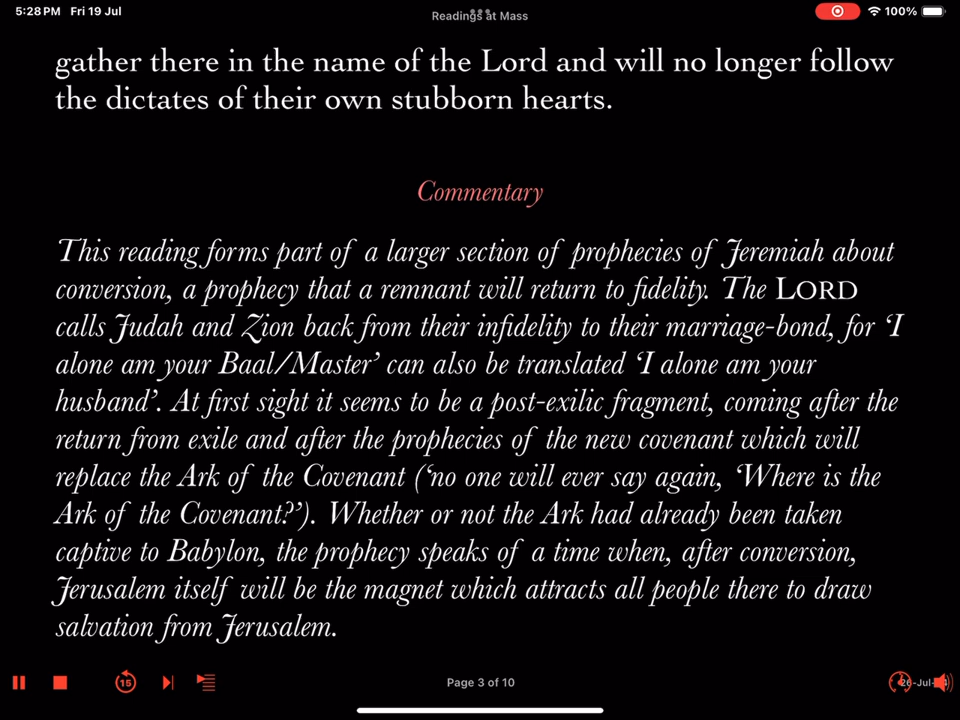 5:28 PM Fri 19 Jul
Readings at Mass
100%
gather there in the name of the Lord and will no longer follow
the dictates of their own stubborn hearts.
Commentary
This reading forms part of a larger section of prophecies of Jeremiah about
conversion, a prophecy that a remnant will return to fidelity. The LORD
calls Judah and Zion back from their infidelity to their marriage-bond, for ‘I
alone am your Baal/Master’ can also be translated ‘I alone am your
husband’. At first sight it seems to be a post-exilic fragment, coming after the
return from exile and after the prophecies of the new covenant which will
replace the Ark of the Covenant (‘no one will ever say again, ‘Where is the
Ark of the Covenant?’’). Whether or not the Ark had already been taken
captive to Babylon, the prophecy speaks of a time when, after conversion,
Jerusalem itself will be the magnet which attracts all people there to draw
salvation from Jerusalem.
15
Page 3 of 10
26-Jul-